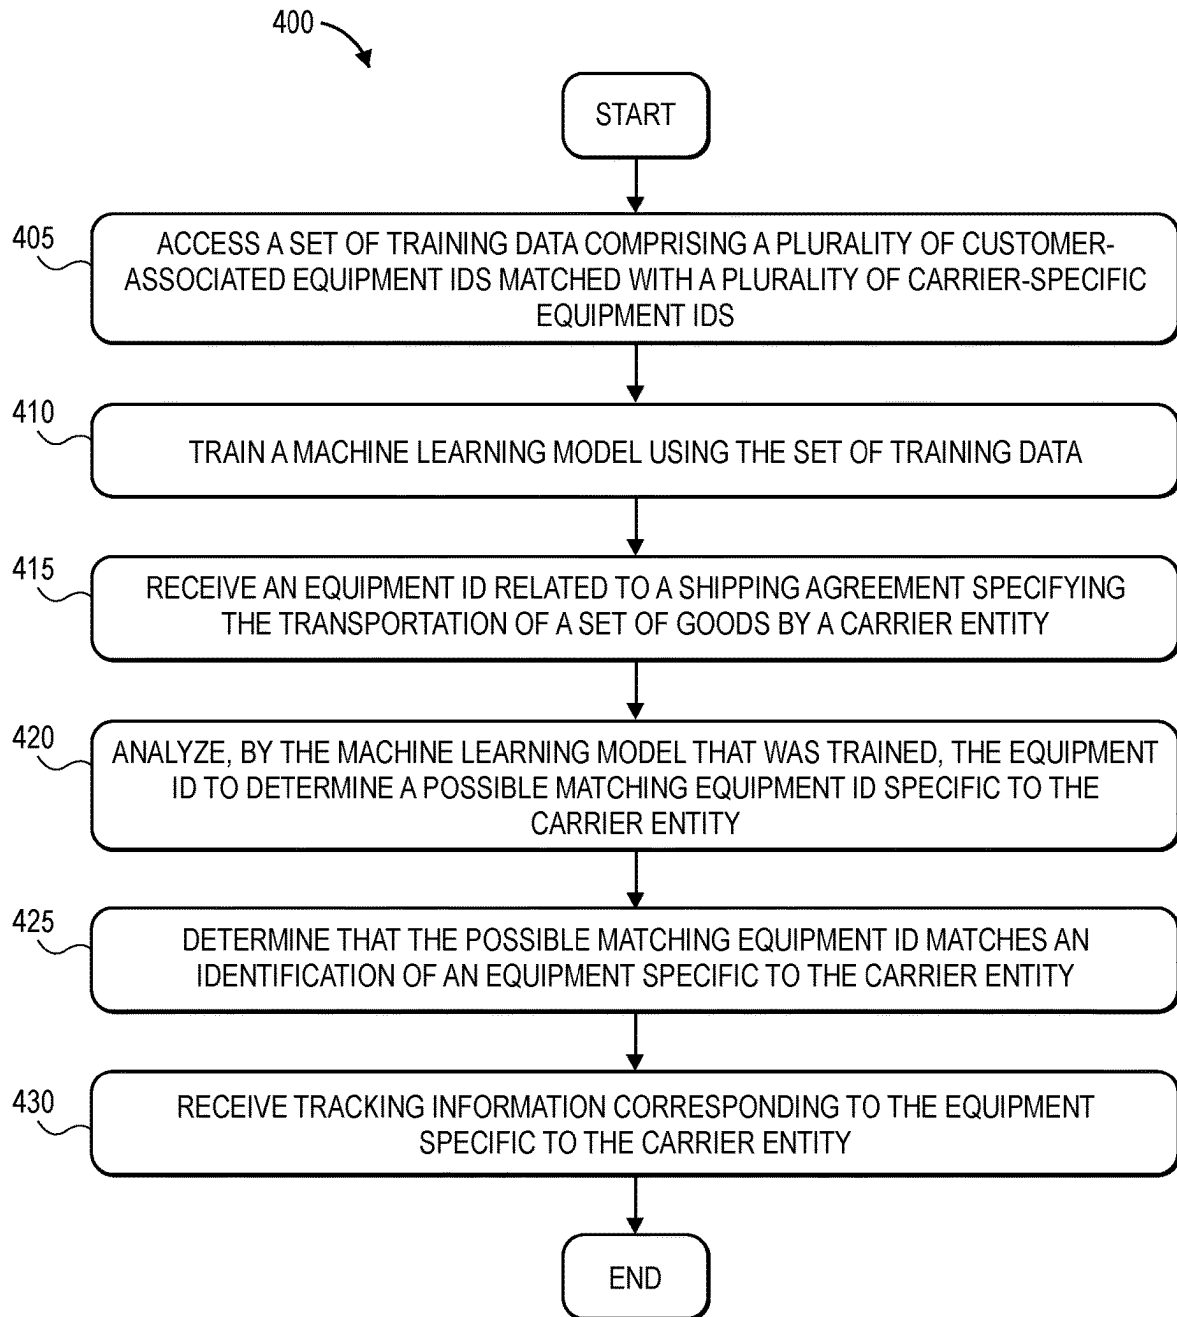 400
START
405
ACCESS A SET OF TRAINING DATA COMPRISING A PLURALITY OF CUSTOMER-
ASSOCIATED EQUIPMENT IDS MATCHED WITH A PLURALITY OF CARRIER-SPECIFIC
EQUIPMENT IDS
410
TRAIN A MACHINE LEARNING MODEL USING THE SET OF TRAINING DATA
415
RECEIVE AN EQUIPMENT ID RELATED TO A SHIPPING AGREEMENT SPECIFYING
THE TRANSPORTATION OF A SET OF GOODS BY A CARRIER ENTITY
420
ANALYZE, BY THE MACHINE LEARNING MODEL THAT WAS TRAINED, THE EQUIPMENT
ID TO DETERMINE A POSSIBLE MATCHING EQUIPMENT ID SPECIFIC TO THE
CARRIER ENTITY
425
DETERMINE THAT THE POSSIBLE MATCHING EQUIPMENT ID MATCHES AN
IDENTIFICATION OF AN EQUIPMENT SPECIFIC TO THE CARRIER ENTITY
430
RECEIVE TRACKING INFORMATION CORRESPONDING TO THE EQUIPMENT
SPECIFIC TO THE CARRIER ENTITY
END